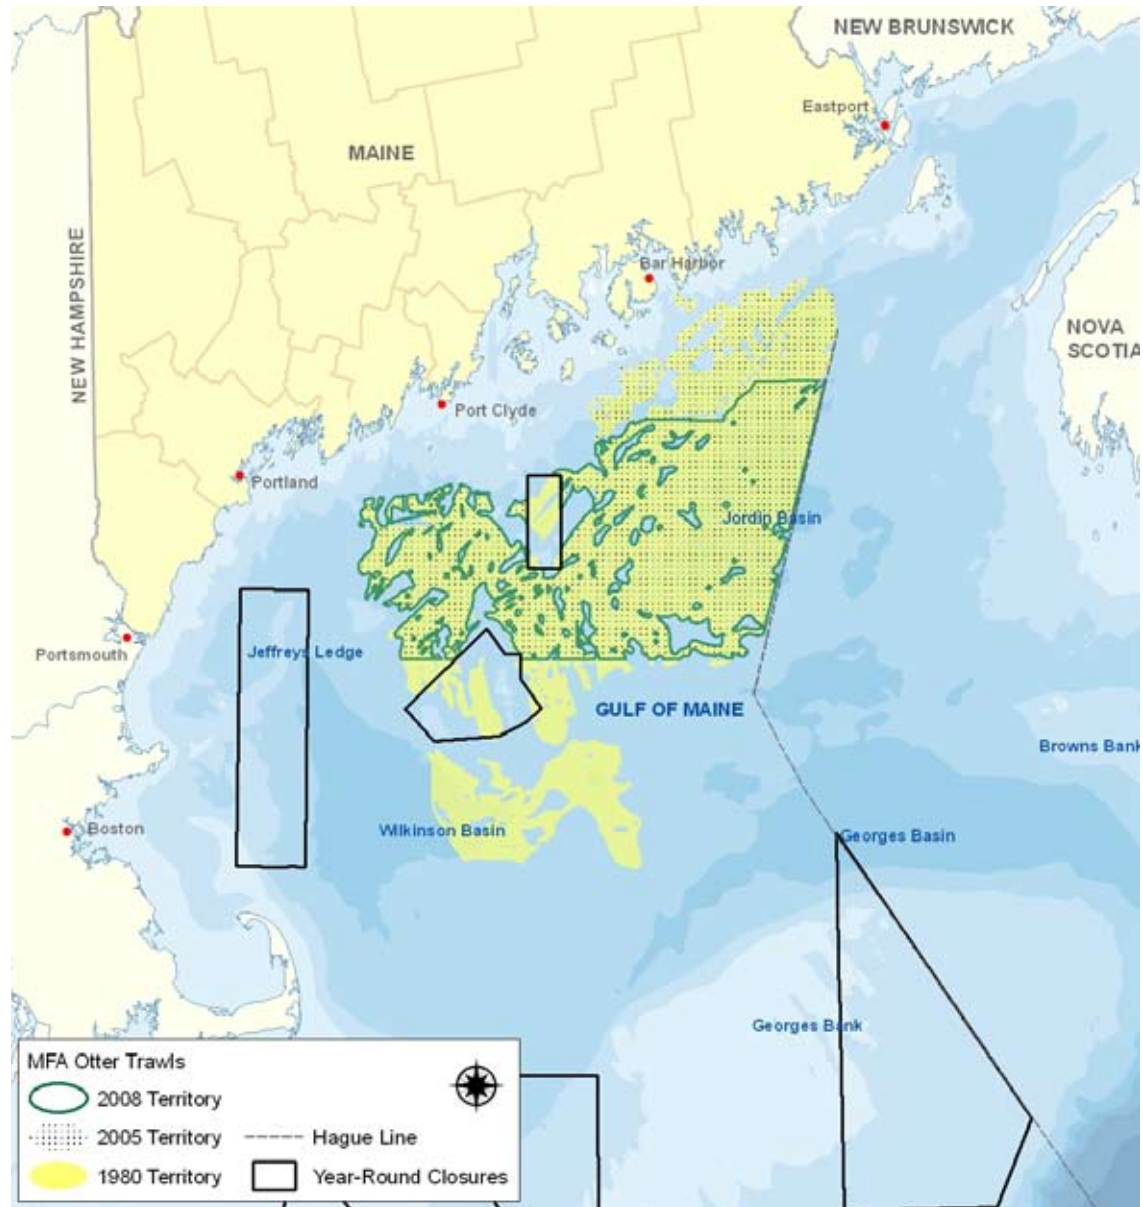 NEW BRUNSWICK
Eastport
MAINE
NEW HAMPSHIRE
Bar Harbor
NOVA
SCOTIA
Port Clyde
Portland
Jordin Basin
Portsmouth
Jeffreys Ledge
GULF OF MAINE
Browns Bank
Boston
Wilkinson Basin
Georges Basin
Georges Bank
MFA Otter Trawls
2008 Territory
2005 Territory
Hague Line
1980 Territory
Year-Round Closures